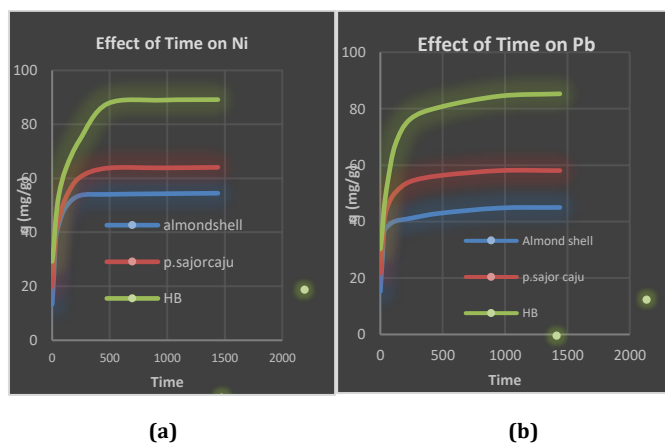 Effect of Time on Ni
100
80
60
40
20
0
(mg/g)
almondshell
p.sajorcaju
HB
0 500 1000 1500 2000
Time
(a)
Effect of Time on Pb
100
80
60
40
20
0
(mg/g)
Almond shell
p.sajor caju
HB
0 500 1000 1500 2000
Time
(b)